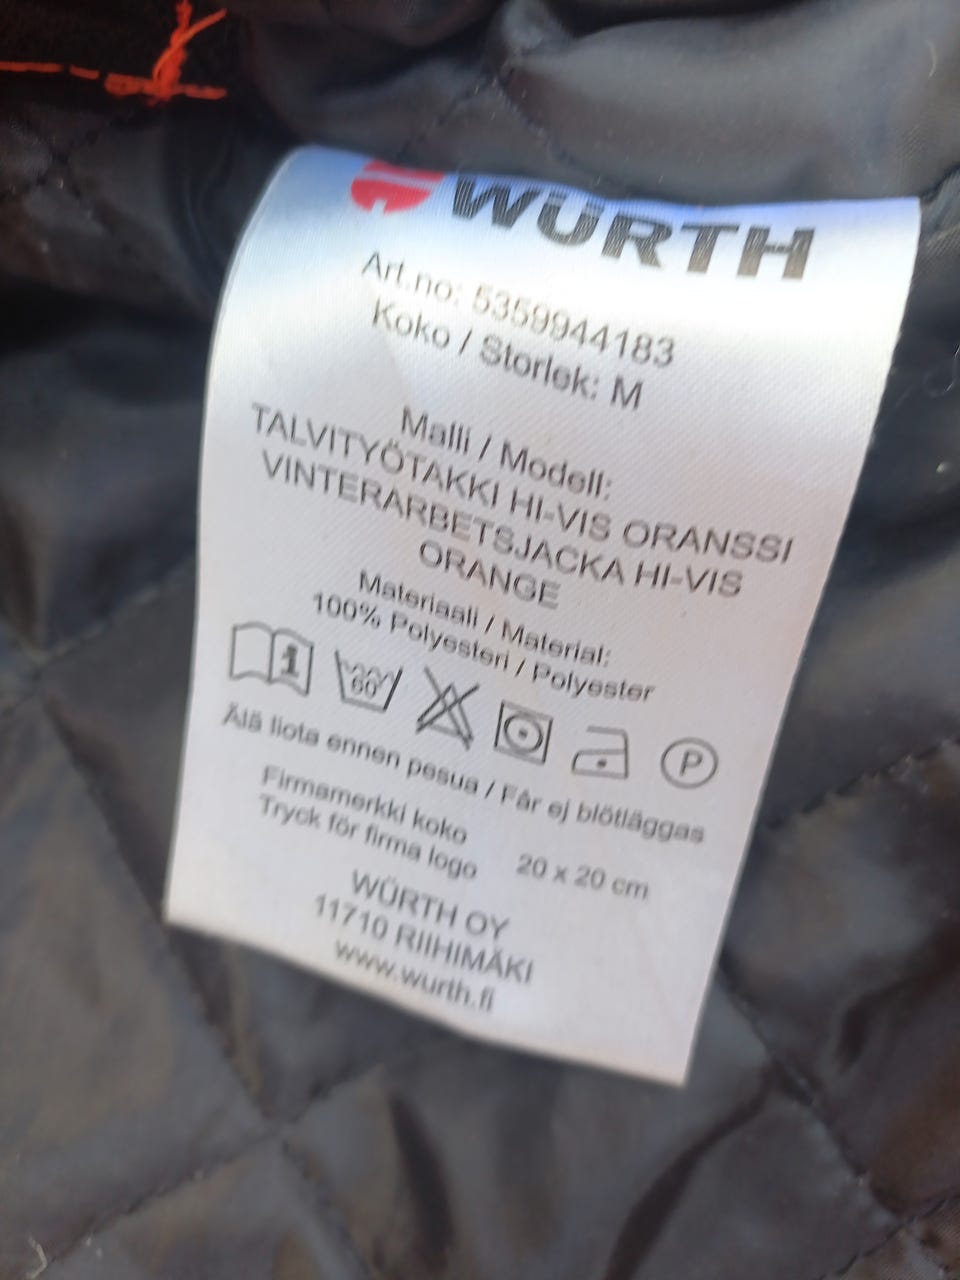 WÜRTH
Art.no: 5359944183
Koko / Storlek: M
Malli / Modell:
TALVITYÖTAKKI HI-VIS ORANSSI
VINTERARBETSJACKA HI-VIS
ORANGE
Materiaali / Material:
100% Polyesteri / Polyester
60°
P
Älä liota ennen pesua / Får ej blötläggas
Firmamerkki koko
Tryck för firma logo 20 x 20 cm
WÜRTH OY
11710 RIIHIMÄKI
www.wurth.fi